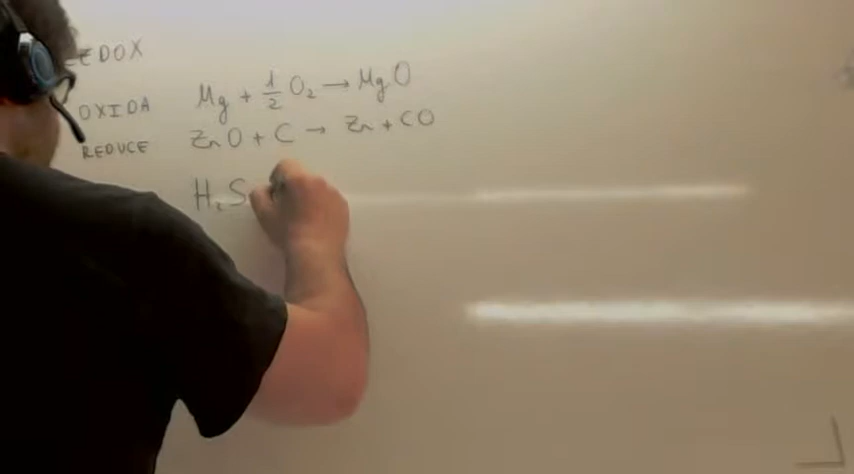 EDOX
OXIDA Mg + 1/2 O₂ → MgO
REDUCE ZnO + C → Zn + CO
H₂S